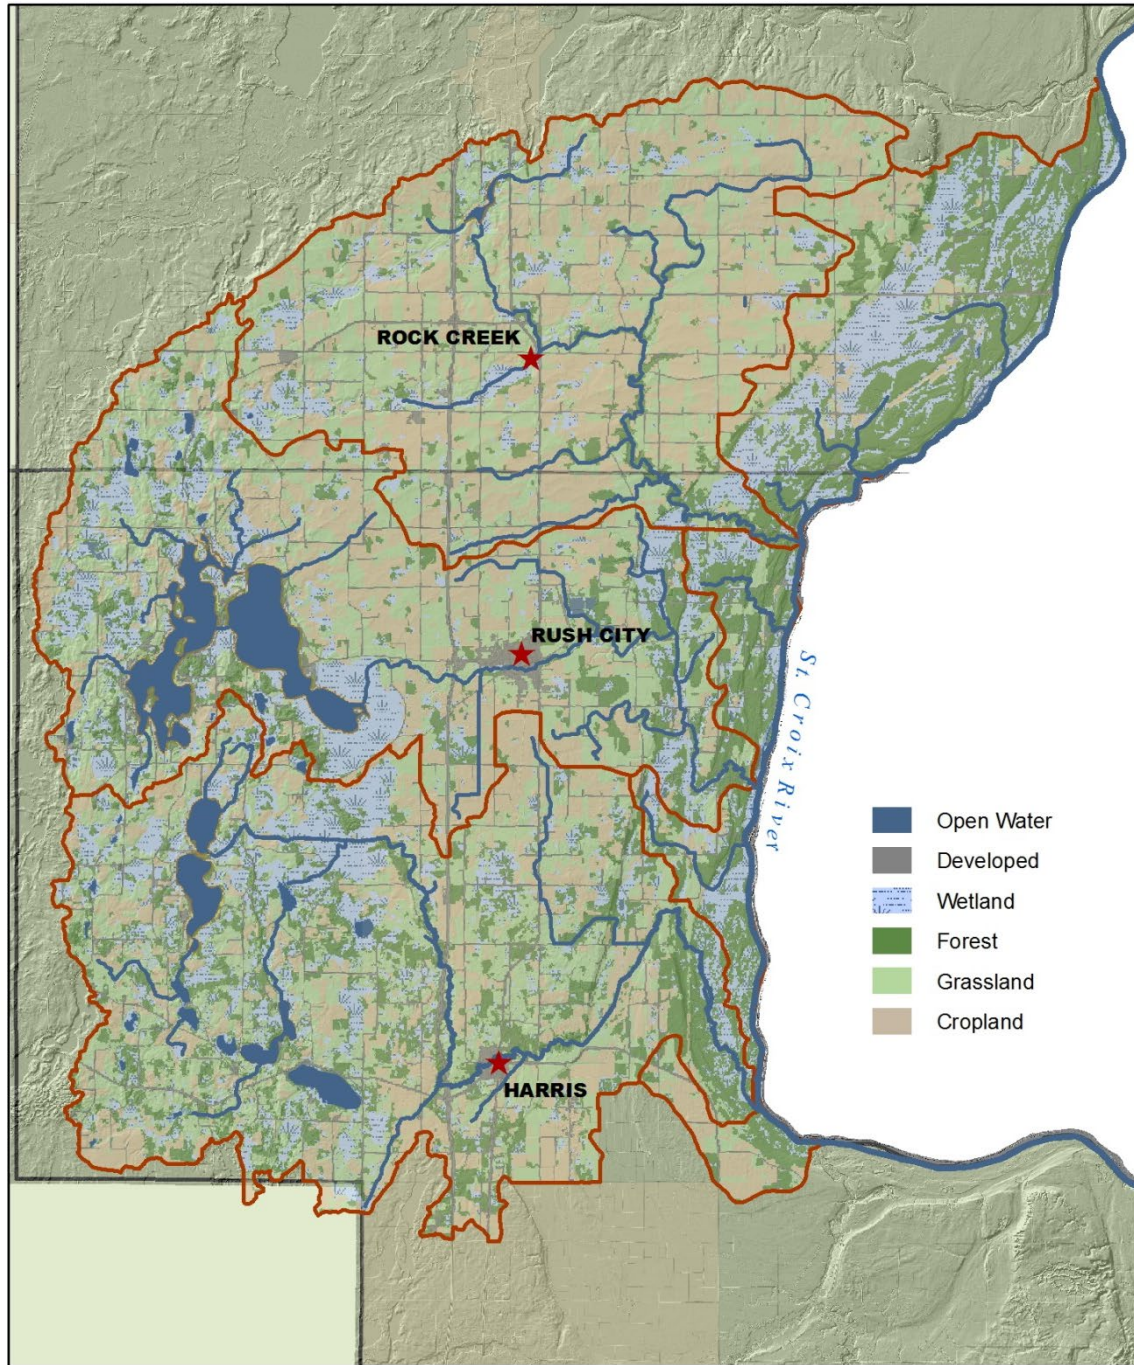 ROCK CREEK
RUSH CITY
St. Croix River
Open Water
Developed
Wetland
Forest
Grassland
Cropland
HARRIS